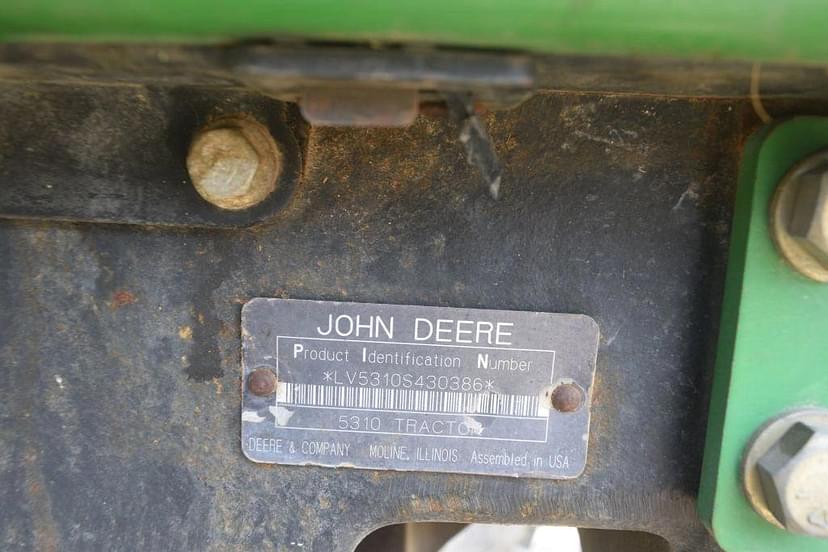 JOHN DEERE
Product Identification Number
*LV5310S430386*
5310 TRACTOR
DEERE & COMPANY MOLINE, ILLINOIS Assembled in USA